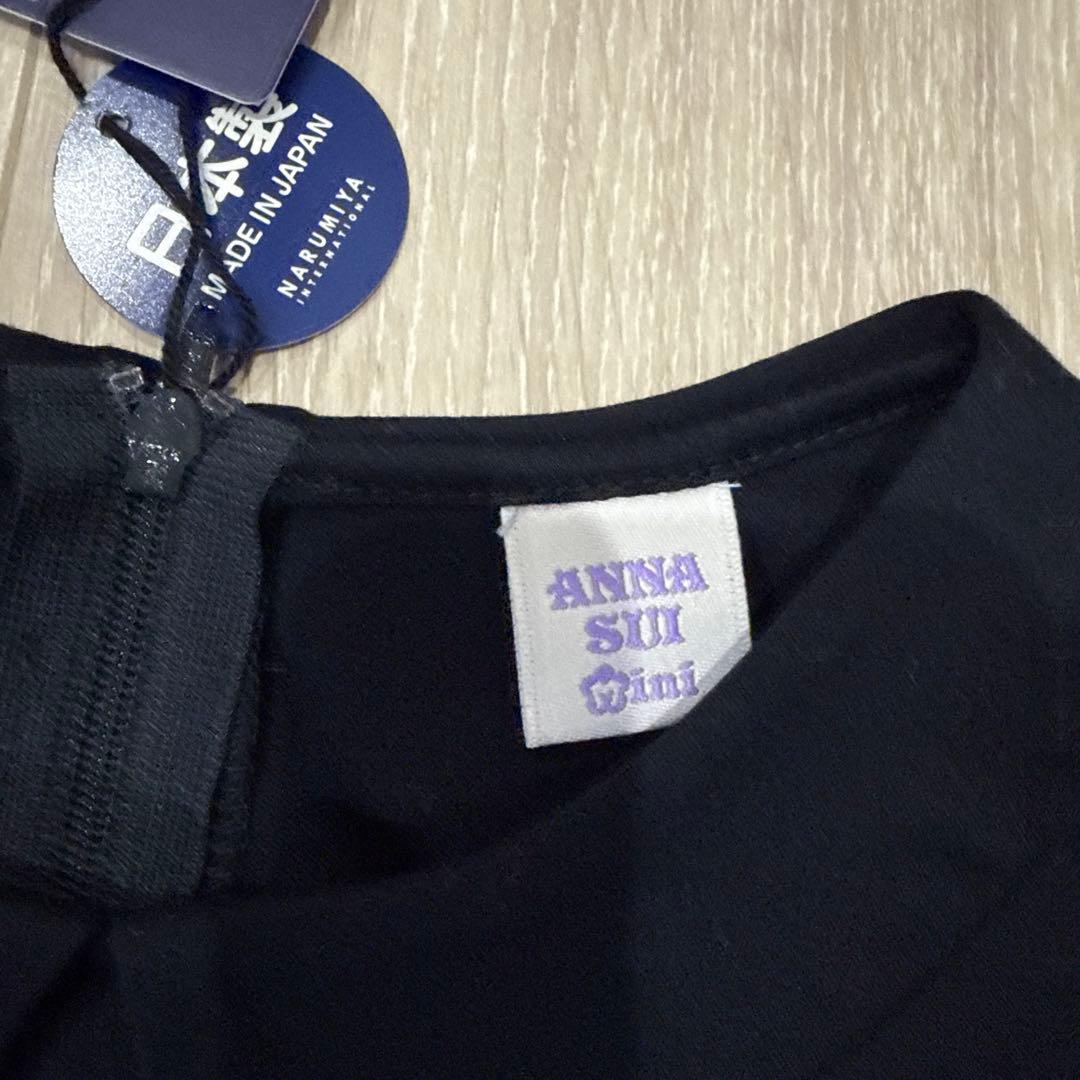 日本製
MADE IN JAPAN
NARUMIYA
INTERNATIONAL
ANNA
SUI
mini